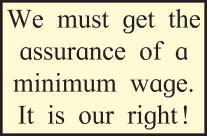 We must get the
assurance of a
minimum wage.
It is our right!